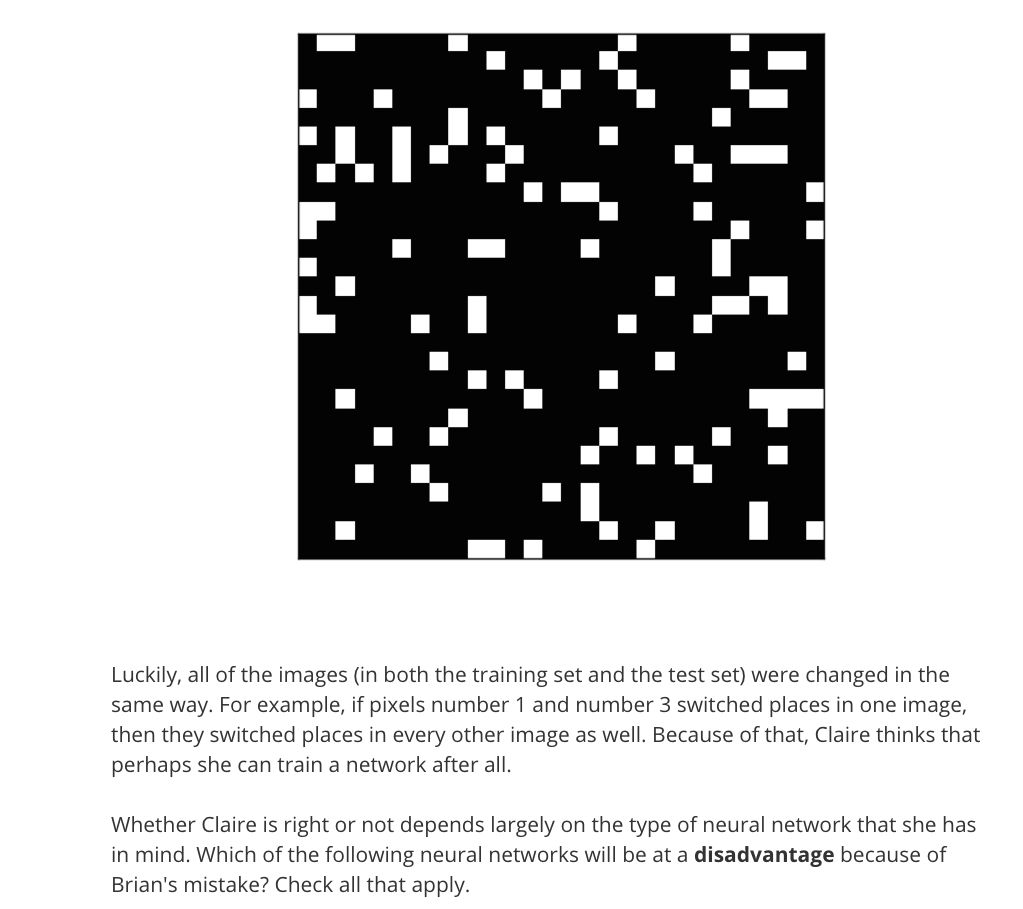 Luckily, all of the images (in both the training set and the test set) were changed in the
same way. For example, if pixels number 1 and number 3 switched places in one image,
then they switched places in every other image as well. Because of that, Claire thinks that
perhaps she can train a network after all.
Whether Claire is right or not depends largely on the type of neural network that she has
in mind. Which of the following neural networks will be at a disadvantage because of
Brian's mistake? Check all that apply.